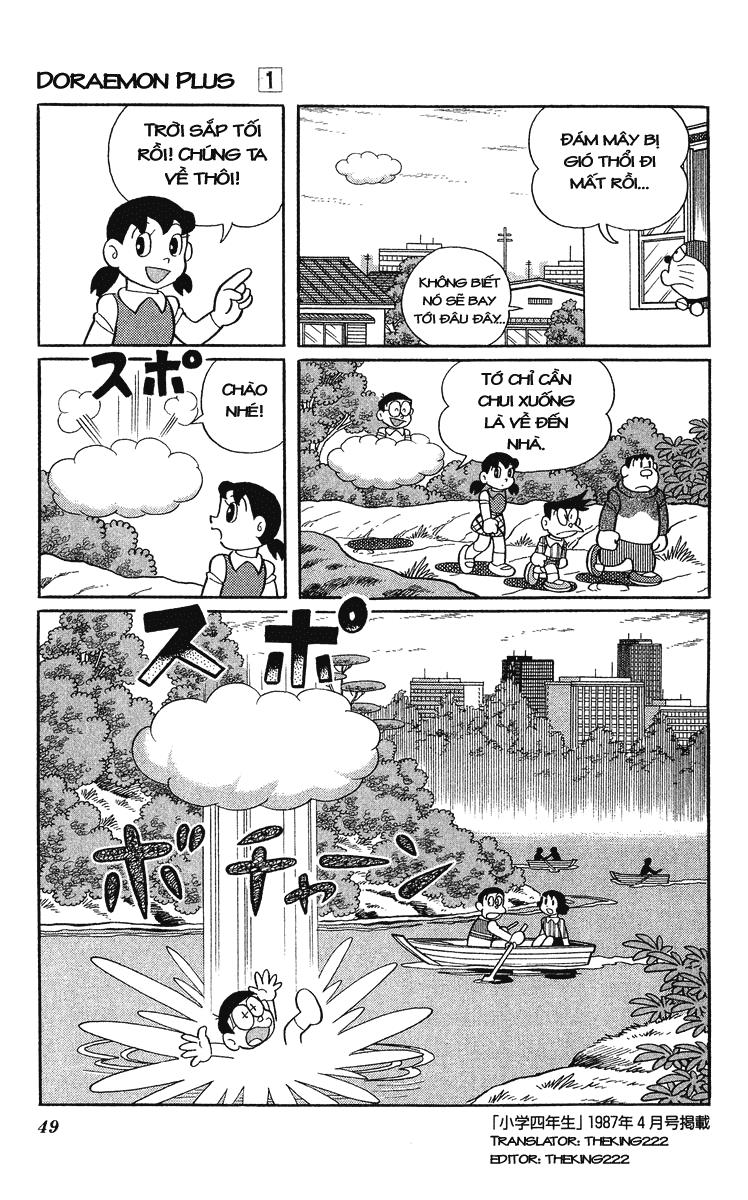 DORAEMON PLUS 1
TRỜI SẮP TỐI
RỒI! CHÚNG TA
VỀ THÔI!
ĐÁM MÂY BỊ
GIÓ THỔI ĐI
MẤT RỒI...
KHÔNG BIẾT
NÓ SẼ BAY
TỚI ĐÂU ĐÂY...
スポ
CHÀO
NHÉ!
TỚ CHỈ CẦN
CHUI XUỐNG
LÀ VỀ ĐẾN
NHÀ.
スポ
ボチャーン
49
「小学四年生」1987年4月号掲載
TRANSLATOR: THEKING222
EDITOR: THEKING222